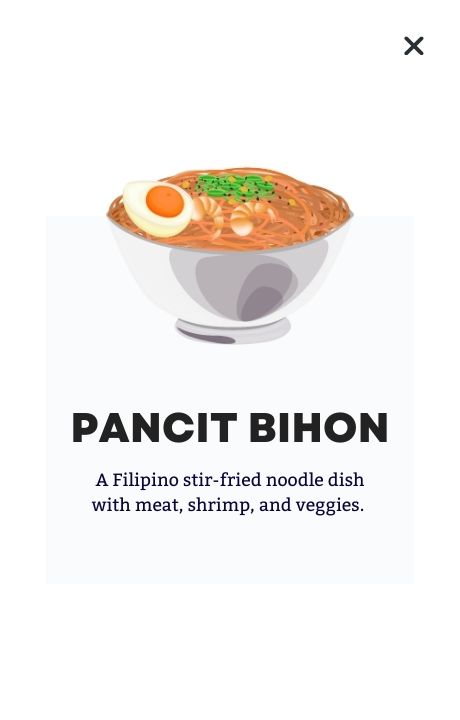 PANCIT BIHON
A Filipino stir-fried noodle dish
with meat, shrimp, and veggies.